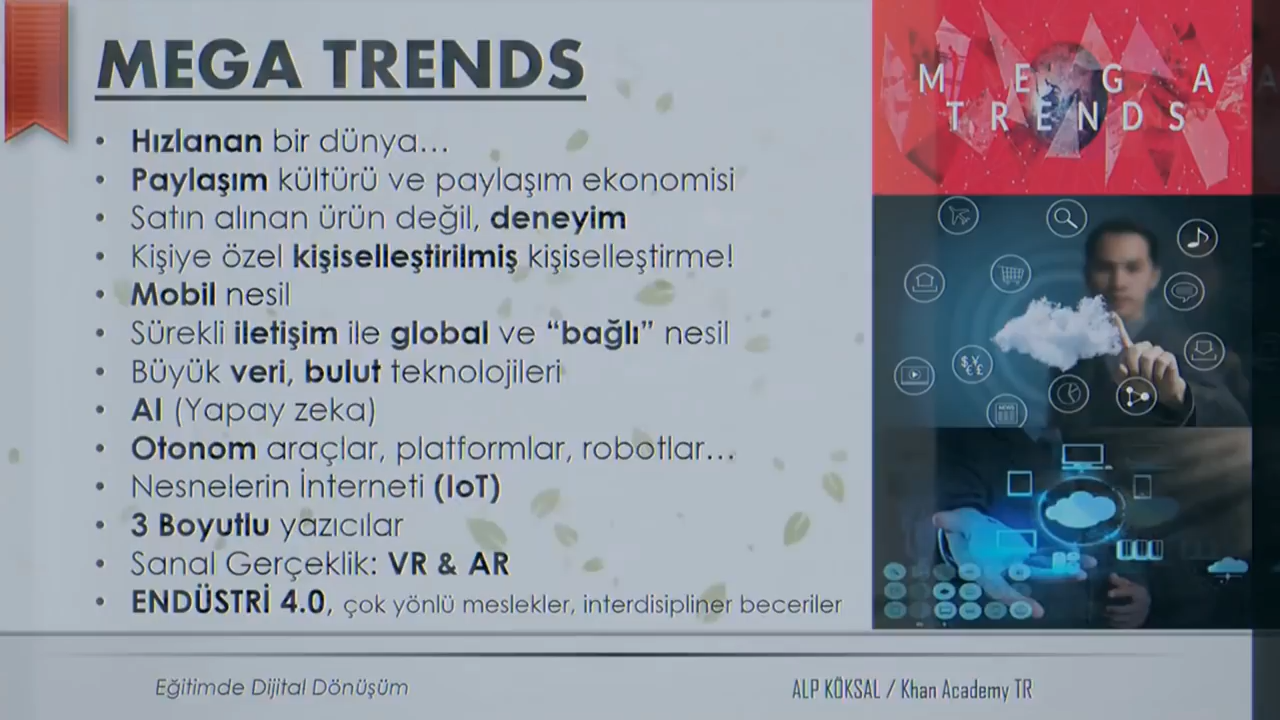 MEGA TRENDS
• Hızlanan bir dünya…
• Paylaşım kültürü ve paylaşım ekonomisi
• Satın alınan ürün değil, deneyim
• Kişiye özel kişiselleştirilmiş kişiselleştirme!
• Mobil nesil
• Sürekli iletişim ile global ve “bağlı” nesil
• Büyük veri, bulut teknolojileri
• AI (Yapay zeka)
• Otonom araçlar, platformlar, robotlar…
• Nesnelerin İnterneti (IoT)
• 3 Boyutlu yazıcılar
• Sanal Gerçeklik: VR & AR
• ENDÜSTRİ 4.0, çok yönlü meslekler, interdisipliner beceriler
MEGA
TRENDS
$ ¥
€ £
NEWS
Eğitimde Dijital Dönüşüm
ALP KÖKSAL / Khan Academy TR